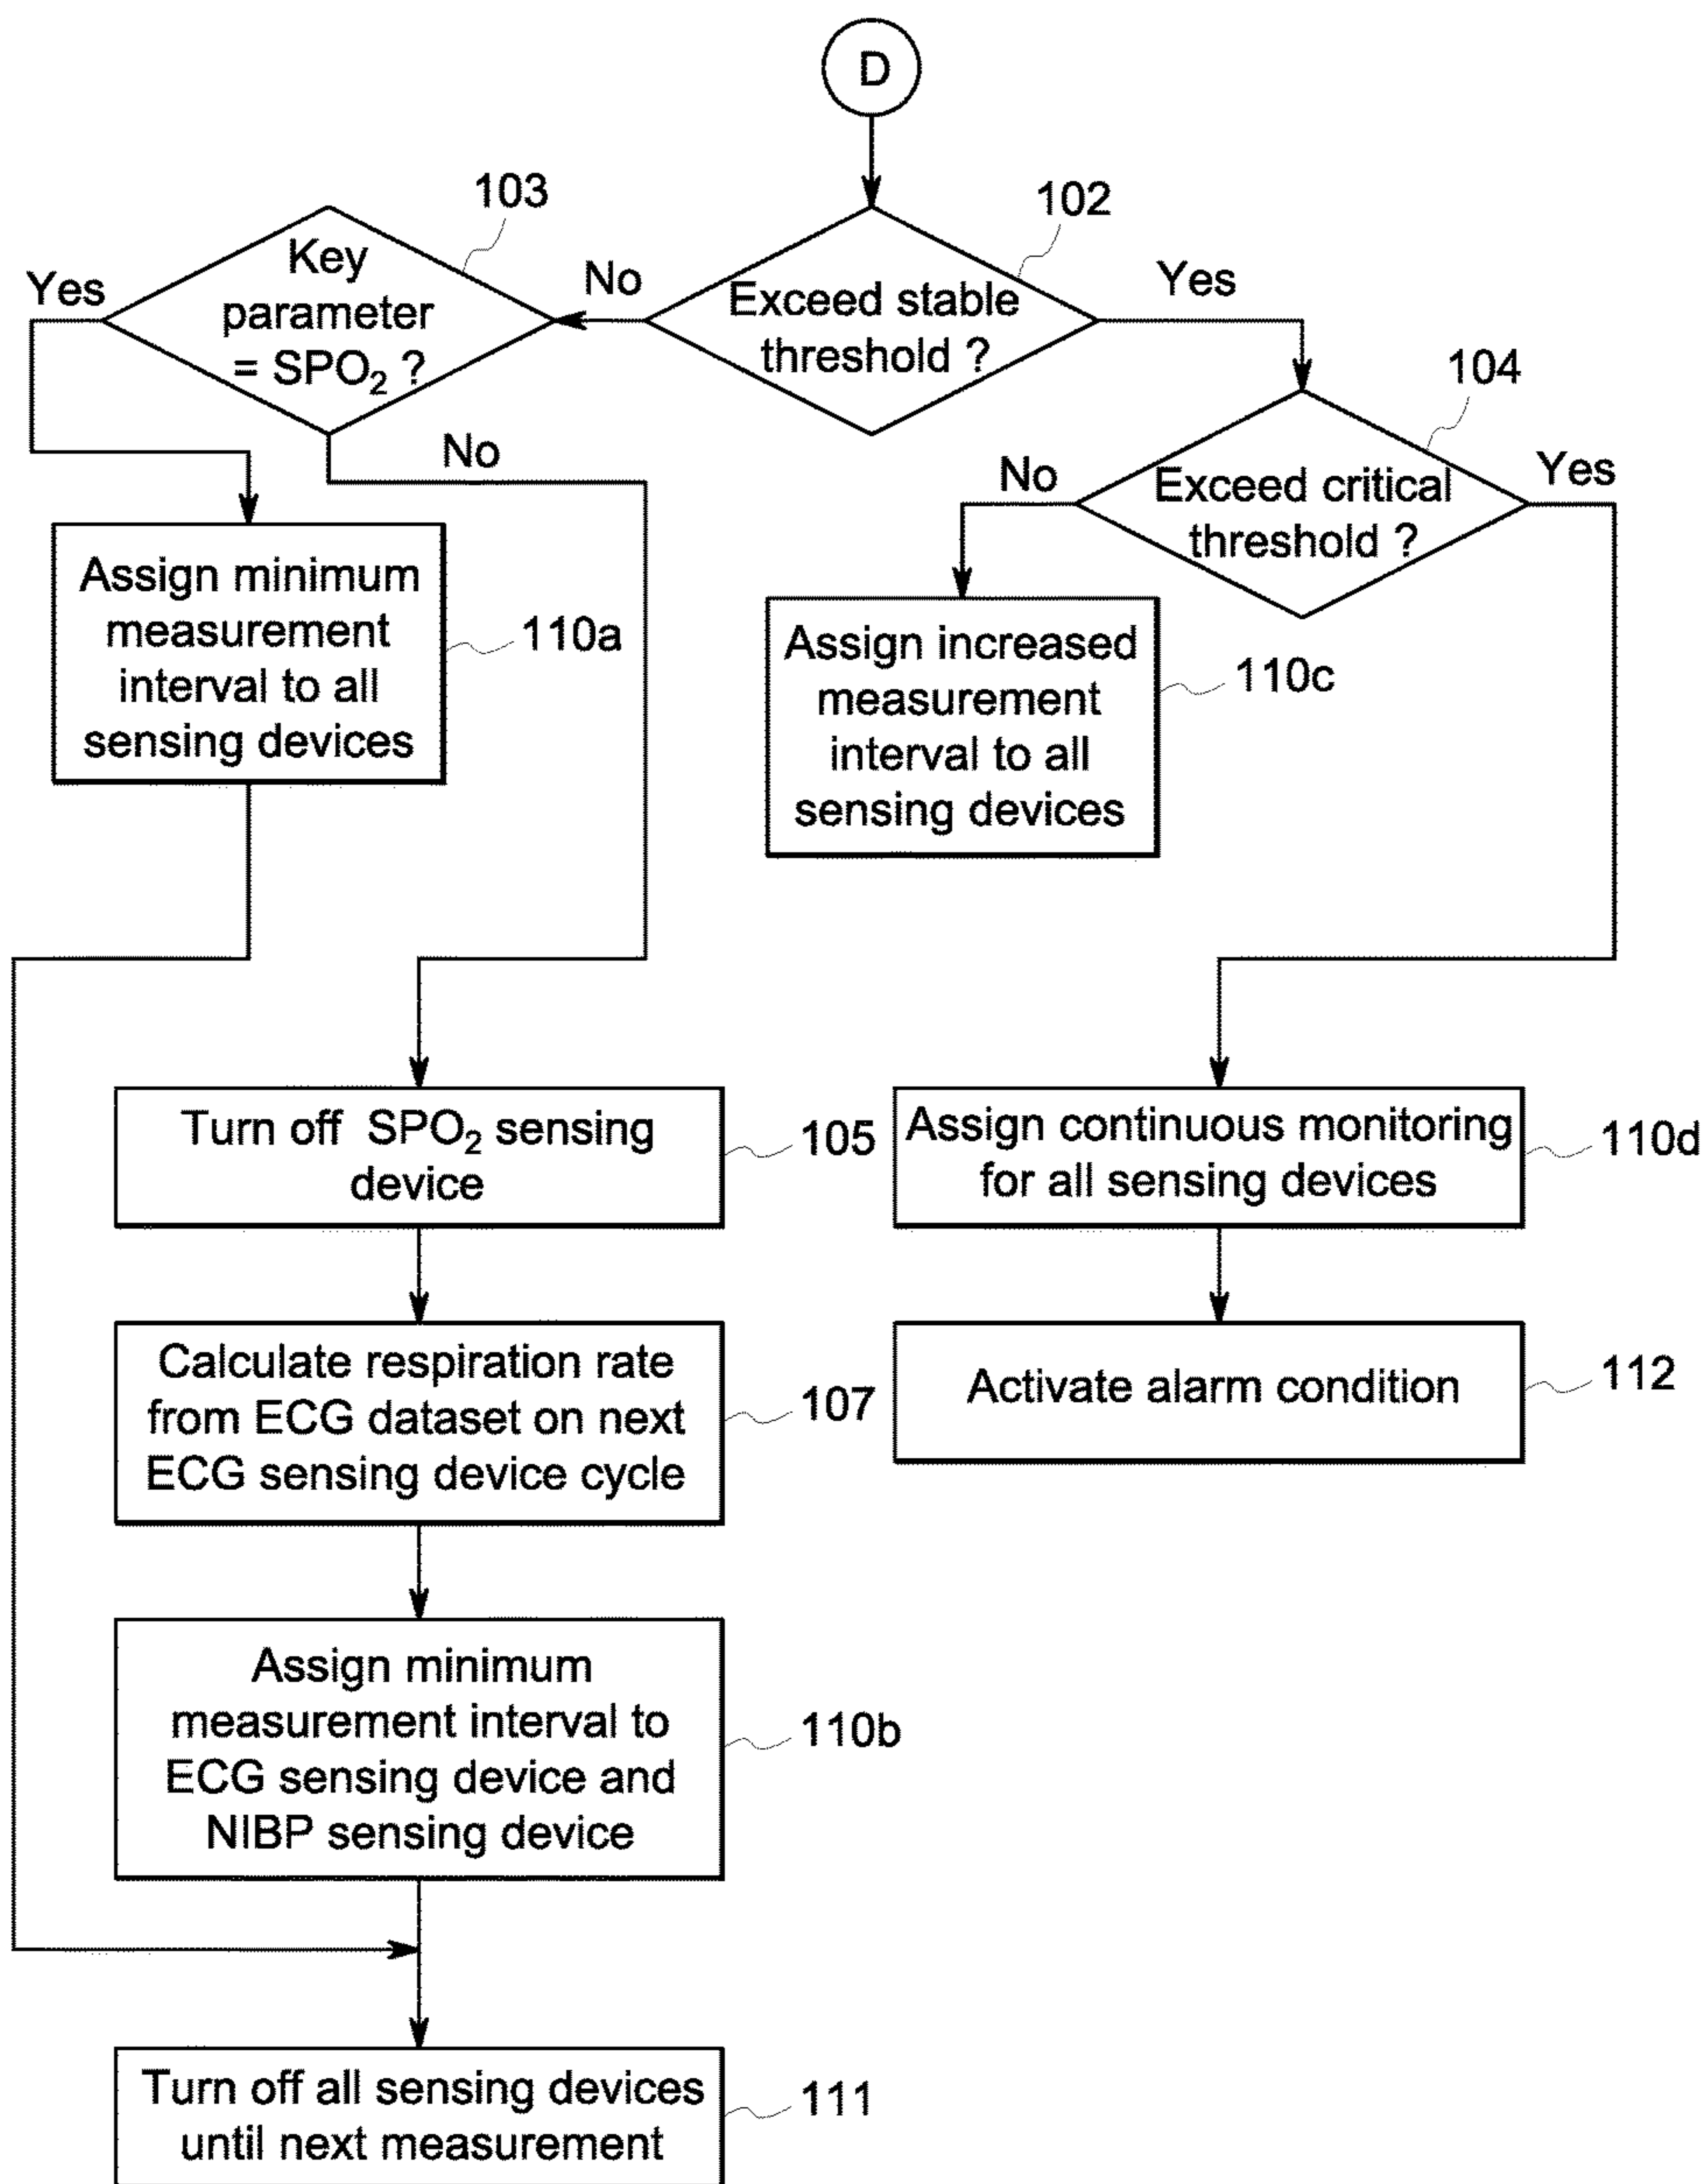 D
103
102
Key
parameter
= SPO₂ ?
Yes
No
Exceed stable
threshold ?
Yes
104
No
No
Exceed critical
threshold ?
Yes
Assign minimum
measurement
interval to all
sensing devices
110a
Assign increased
measurement
interval to all
sensing devices
110c
Turn off SPO₂ sensing
device
105
Assign continuous monitoring
for all sensing devices
110d
Calculate respiration rate
from ECG dataset on next
ECG sensing device cycle
107
Activate alarm condition
112
Assign minimum
measurement interval to
ECG sensing device and
NIBP sensing device
110b
Turn off all sensing devices
until next measurement
111